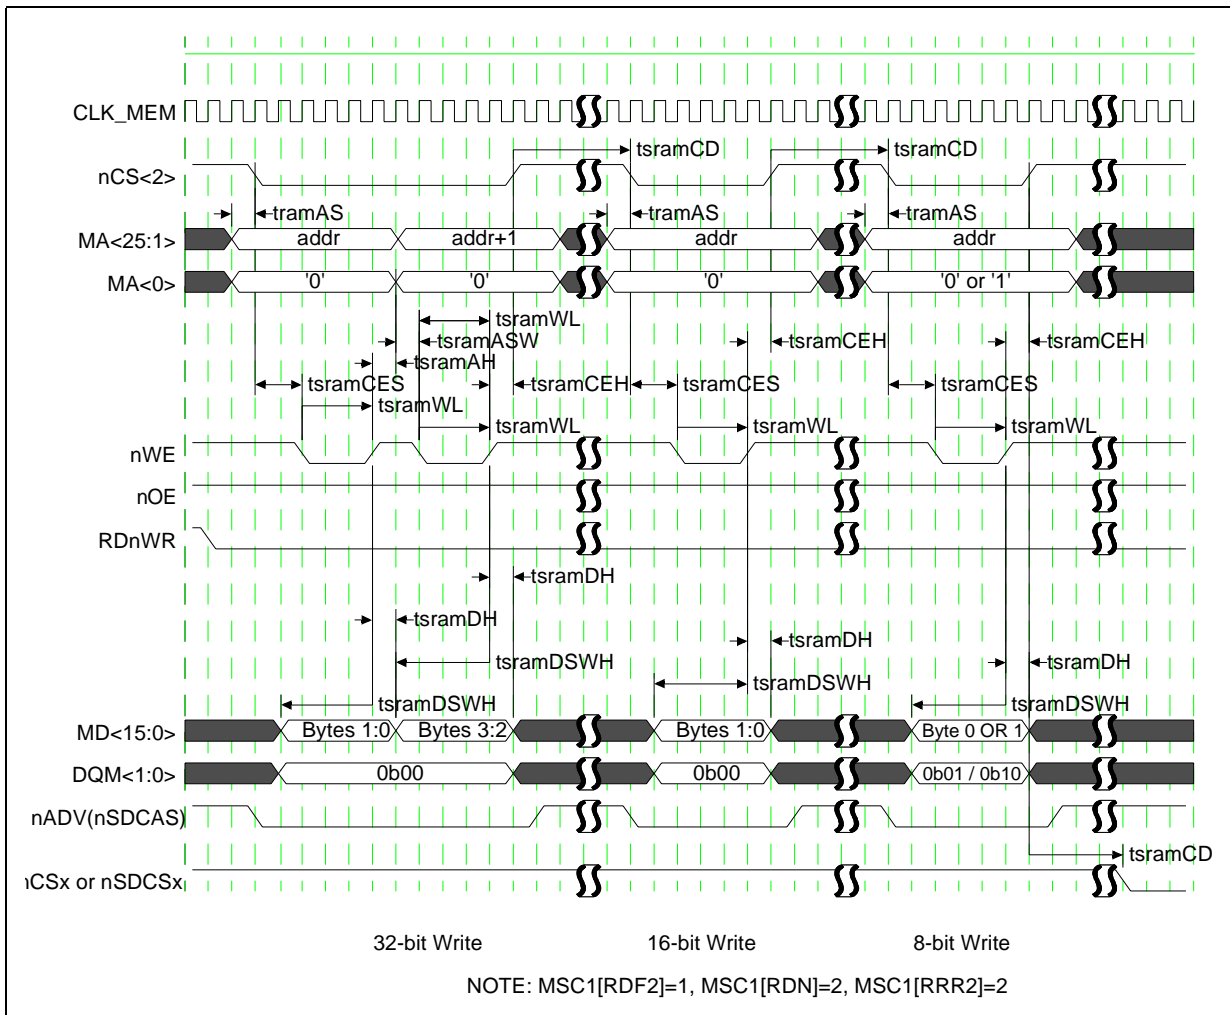 CLK_MEM
tsramCD tsramCD
nCS<2>
tramAS tramAS tramAS
MA<25:1> addr addr+1 addr addr
MA<0> '0' '0' '0' '0' or '1'
tsramWL
tsramASW tsramCEH tsramCEH
tsramAH
tsramCES tsramCEH tsramCES tsramCES
tsramWL
tsramWL tsramWL tsramWL
nWE
nOE
RDnWR
tsramDH
tsramDH
tsramDH
tsramDSWH tsramDH
tsramDSWH
tsramDSWH tsramDSWH
MD<15:0> Bytes 1:0 Bytes 3:2 Bytes 1:0 Byte 0 OR 1
DQM<1:0> 0b00 0b00 0b01 / 0b10
nADV(nSDCAS)
tsramCD
nCSx or nSDCSx
32-bit Write 16-bit Write 8-bit Write
NOTE: MSC1[RDF2]=1, MSC1[RDN]=2, MSC1[RRR2]=2